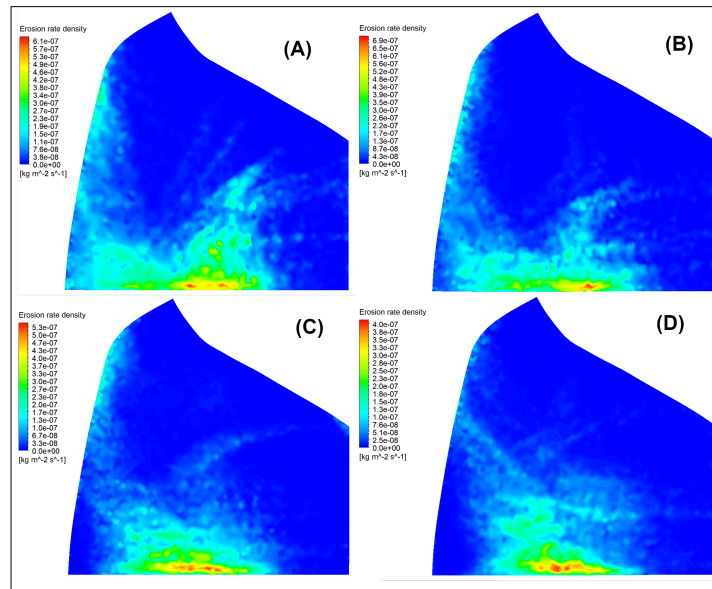 Erosion rate density
6.1e-07
5.7e-07
5.3e-07
4.9e-07
4.6e-07
4.2e-07
3.8e-07
3.4e-07
3.0e-07
2.7e-07
2.3e-07
1.9e-07
1.5e-07
1.1e-07
7.6e-08
3.8e-08
0.0e+00
[kg m^-2 s^-1]
(A)
Erosion rate density
6.9e-07
6.5e-07
6.1e-07
5.6e-07
5.2e-07
4.8e-07
4.3e-07
3.9e-07
3.5e-07
3.0e-07
2.6e-07
2.2e-07
1.7e-07
1.3e-07
8.7e-08
4.3e-08
0.0e+00
[kg m^-2 s^-1]
(B)
Erosion rate density
5.3e-07
5.0e-07
4.7e-07
4.3e-07
4.0e-07
3.7e-07
3.3e-07
3.0e-07
2.7e-07
2.3e-07
2.0e-07
1.7e-07
1.3e-07
1.0e-07
6.7e-08
3.3e-08
0.0e+00
[kg m^-2 s^-1]
(C)
Erosion rate density
4.0e-07
3.8e-07
3.5e-07
3.3e-07
3.0e-07
2.8e-07
2.5e-07
2.3e-07
2.0e-07
1.8e-07
1.5e-07
1.3e-07
1.0e-07
7.6e-08
5.1e-08
2.5e-08
0.0e+00
[kg m^-2 s^-1]
(D)